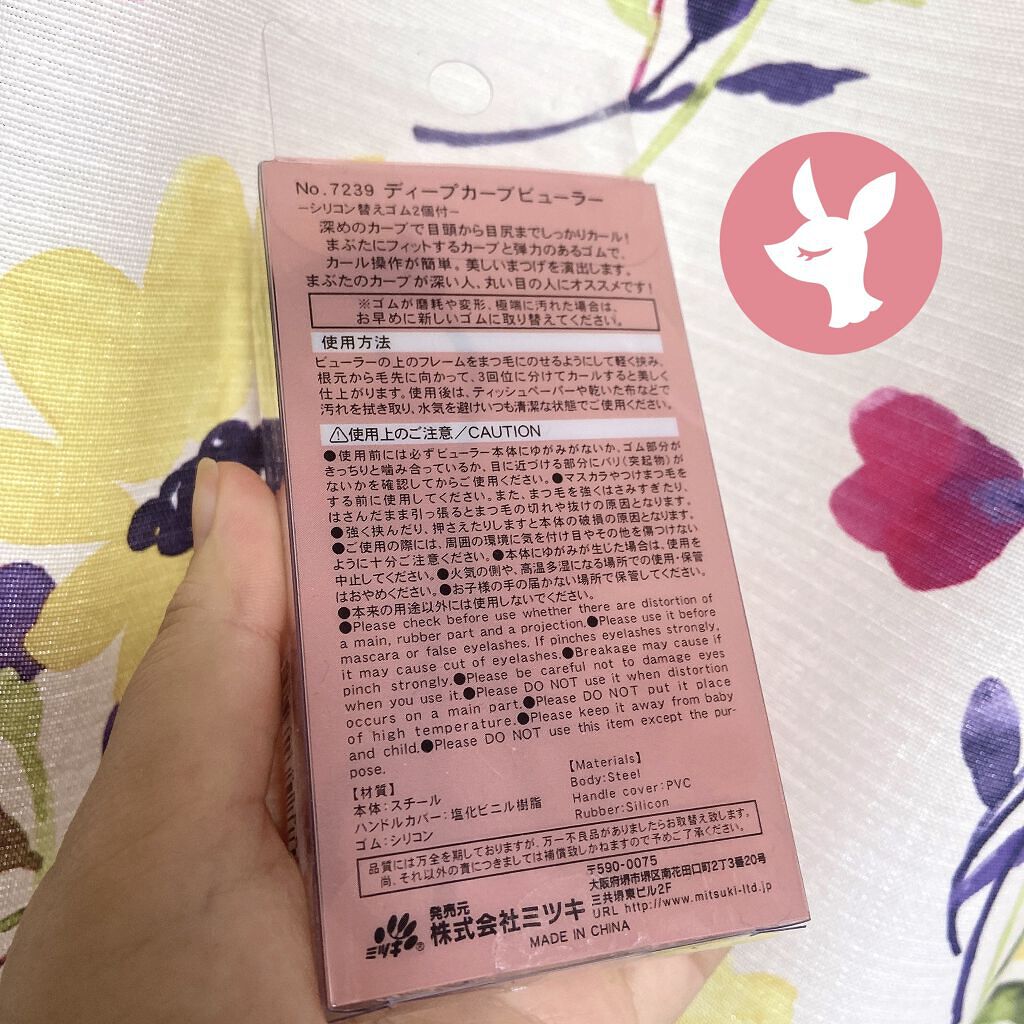 No.7239 ディープカーブビューラー
−シリコン替えゴム2個付−
深めのカーブで目頭から目尻までしっかりカール!
まぶたにフィットするカーブと弾力のあるゴムで、
カール操作が簡単。美しいまつげを演出します。
まぶたのカーブが深い人、丸い目の人にオススメです!
※ゴムが磨耗や変形、極端に汚れた場合は、
お早めに新しいゴムに取り替えてください。
使用方法
ビューラーの上のフレームをまつ毛にのせるようにして軽く挟み、
根元から毛先に向かって、3回位に分けてカールすると美しく
仕上がります。使用後は、ティッシュペーパーや乾いた布などで
汚れを拭き取り、水気を避けいつも清潔な状態でご使用ください。
⚠使用上のご注意/CAUTION
●使用前には必ずビューラー本体にゆがみがないか、ゴム部分が
きっちりと噛み合っているか、目に近づける部分にバリ(突起物)が
ないかを確認してからご使用ください。●マスカラやつけまつ毛を
する前に使用してください。また、まつ毛を強くはさみすぎたり、
はさんだまま引っ張るとまつ毛の切れや抜けの原因となります。
●強く挟んだり、押さえたりしますと本体の破損の原因となります。
●ご使用の際には、周囲の環境に気を付け目やその他を傷つけない
ように十分ご注意ください。●本体にゆがみが生じた場合は、使用を
中止してください。●火気の側や、高温多湿になる場所での使用・保管
はおやめください。●お子様の手の届かない場所で保管してください。
●本来の用途以外には使用しないでください。
●Please check before use whether there are distortion of
a main, rubber part and a projection.●Please use it before
mascara or false eyelashes. If pinches eyelashes strongly,
it may cause cut of eyelashes.●Breakage may cause if
pinch strongly.●Please be careful not to damage eyes
when you use it.●Please DO NOT use it when distortion
occurs on a main part.●Please DO NOT put it place
of high temperature.●Please keep it away from baby
and child.●Please DO NOT use this item except the pur-
pose.
【材質】
本体:スチール
ハンドルカバー:塩化ビニル樹脂
ゴム:シリコン
【Materials】
Body:Steel
Handle cover:PVC
Rubber:Silicon
品質には万全を期しておりますが、万一不良品がありましたらお取替え致します。
尚、それ以外の責につきましては補償致しかねますので予めご了承ください。
発売元
株式会社ミツキ
〒590-0075
大阪府堺市堺区南花田口町2丁3番20号
三共堺東ビル2F
URL http://www.mitsuki-ltd.jp
MADE IN CHINA